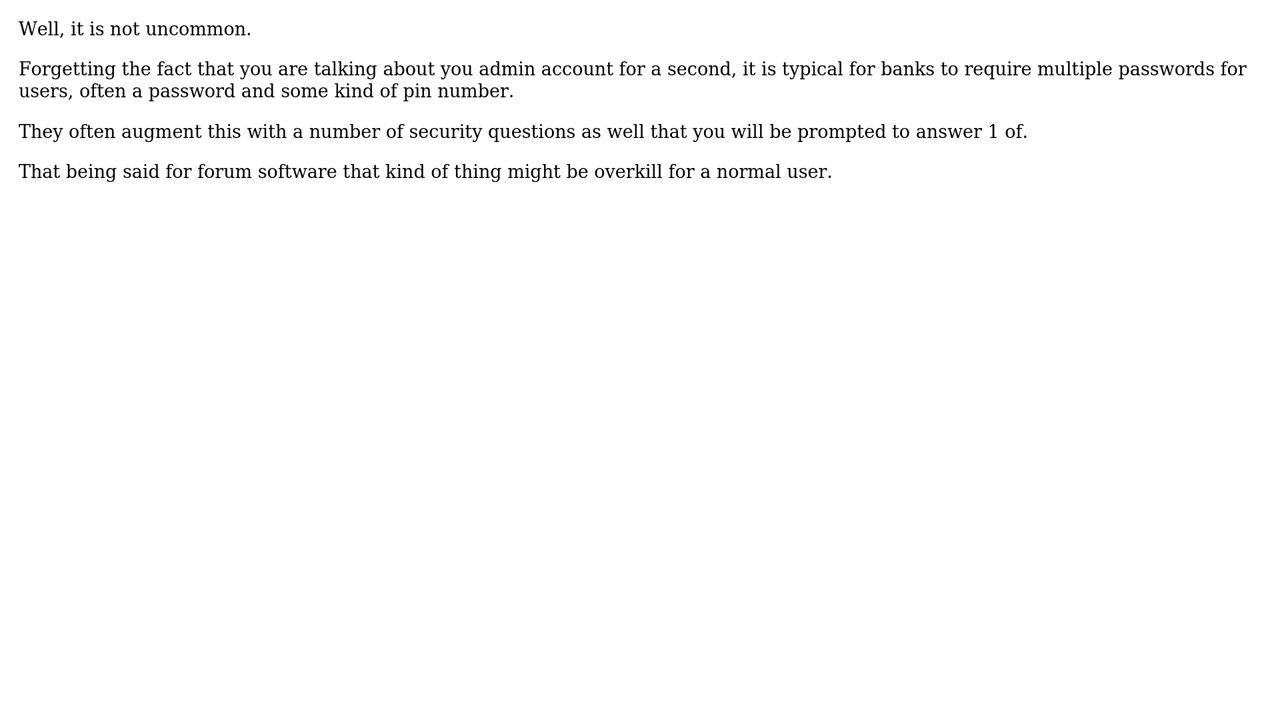 Well, it is not uncommon.
Forgetting the fact that you are talking about you admin account for a second, it is typical for banks to require multiple passwords for
users, often a password and some kind of pin number.
They often augment this with a number of security questions as well that you will be prompted to answer 1 of.
That being said for forum software that kind of thing might be overkill for a normal user.